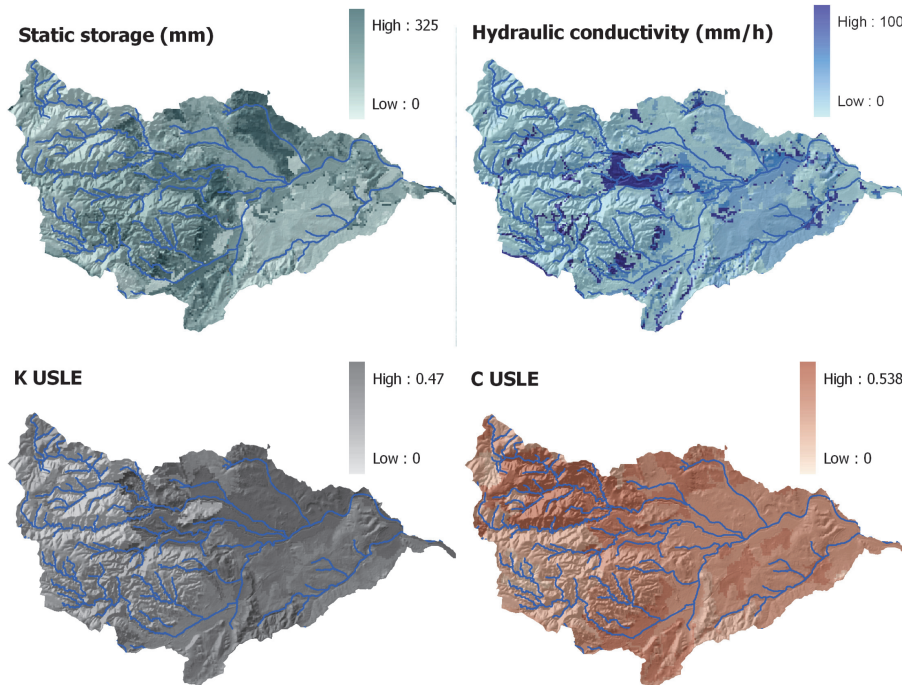 Static storage (mm)
High : 325
Low : 0
Hydraulic conductivity (mm/h)
High : 100
Low : 0
K USLE
High : 0.47
Low : 0
C USLE
High : 0.538
Low : 0